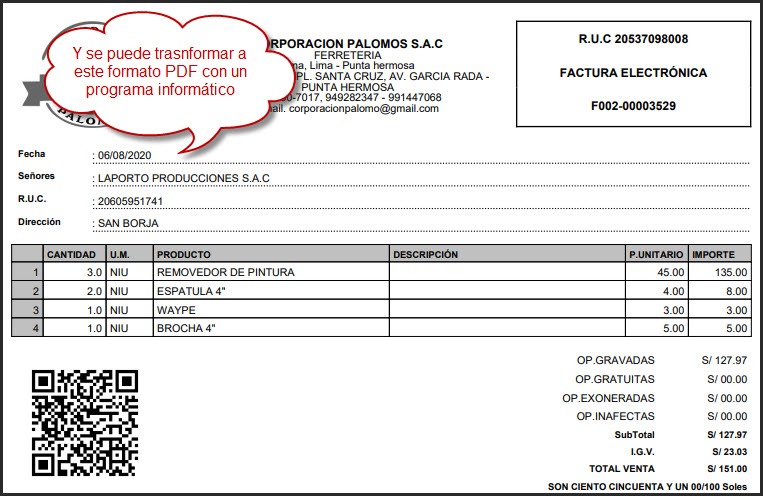 Y se puede trasnformar a
este formato PDF con un
programa informático
PALOM
ORPORACION PALOMOS S.A.C
FERRETERIA
na, Lima - Punta hermosa
PL. SANTA CRUZ, AV. GARCIA RADA -
PUNTA HERMOSA
0-7017, 949282347 - 991447068
ail. corporacionpalomo@gmail.com
R.U.C 20537098008
FACTURA ELECTRÓNICA
F002-00003529
Fecha : 06/08/2020
Señores : LAPORTO PRODUCCIONES S.A.C
R.U.C. : 20605951741
Dirección : SAN BORJA
CANTIDAD U.M. PRODUCTO DESCRIPCIÓN P.UNITARIO IMPORTE
1 3.0 NIU REMOVEDOR DE PINTURA 45.00 135.00
2 2.0 NIU ESPATULA 4" 4.00 8.00
3 1.0 NIU WAYPE 3.00 3.00
4 1.0 NIU BROCHA 4" 5.00 5.00
OP.GRAVADAS S/ 127.97
OP.GRATUITAS S/ 00.00
OP.EXONERADAS S/ 00.00
OP.INAFECTAS S/ 00.00
SubTotal S/ 127.97
I.G.V. S/ 23.03
TOTAL VENTA S/ 151.00
SON CIENTO CINCUENTA Y UN 00/100 Soles